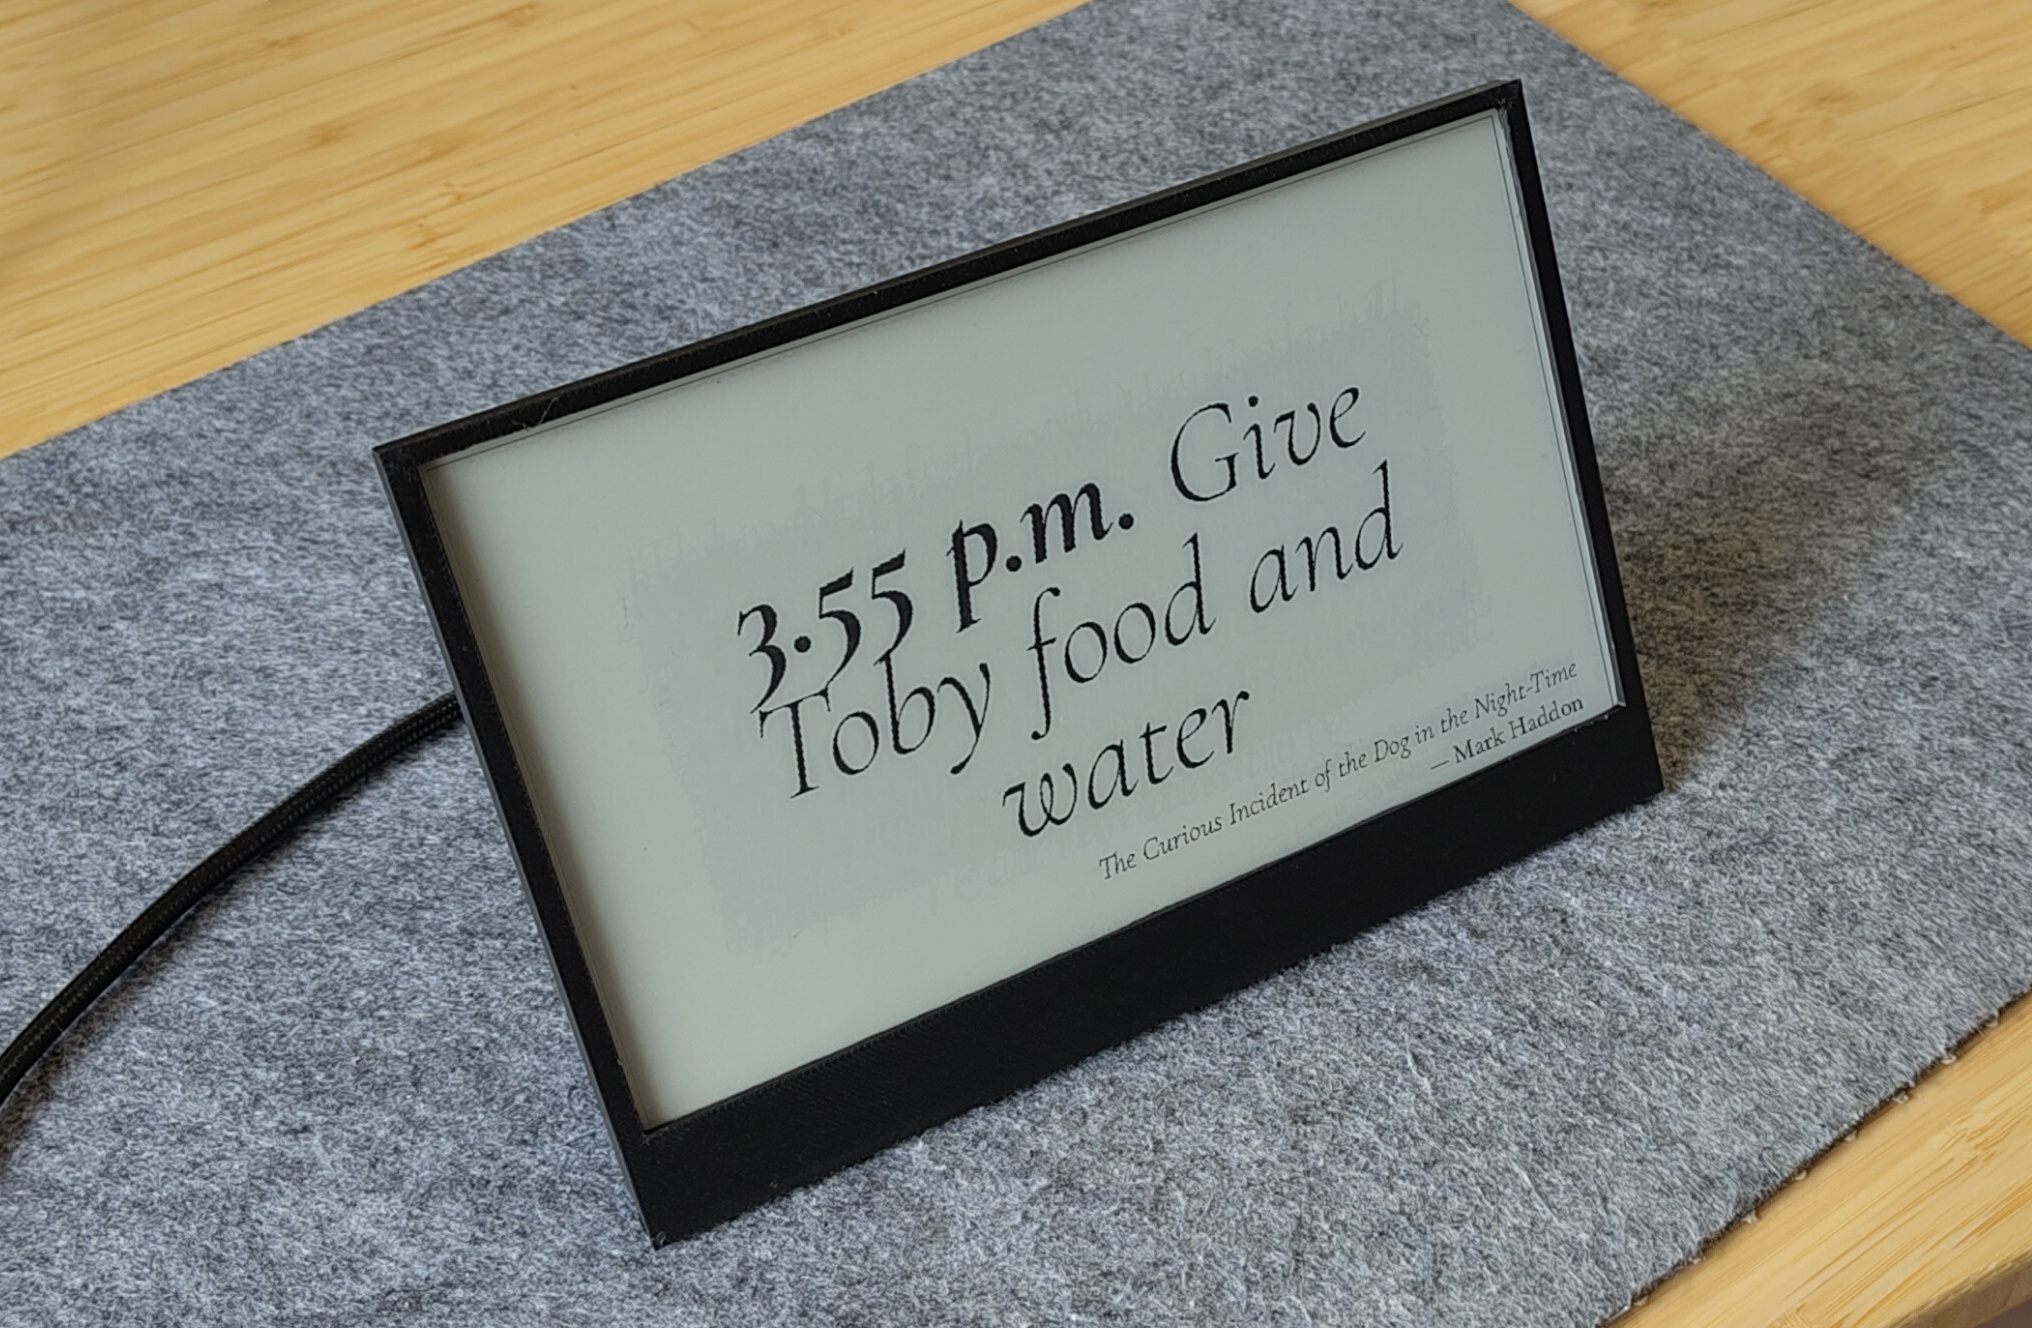 3.55 p.m. Give
Toby food and
water
The Curious Incident of the Dog in the Night-Time
— Mark Haddon